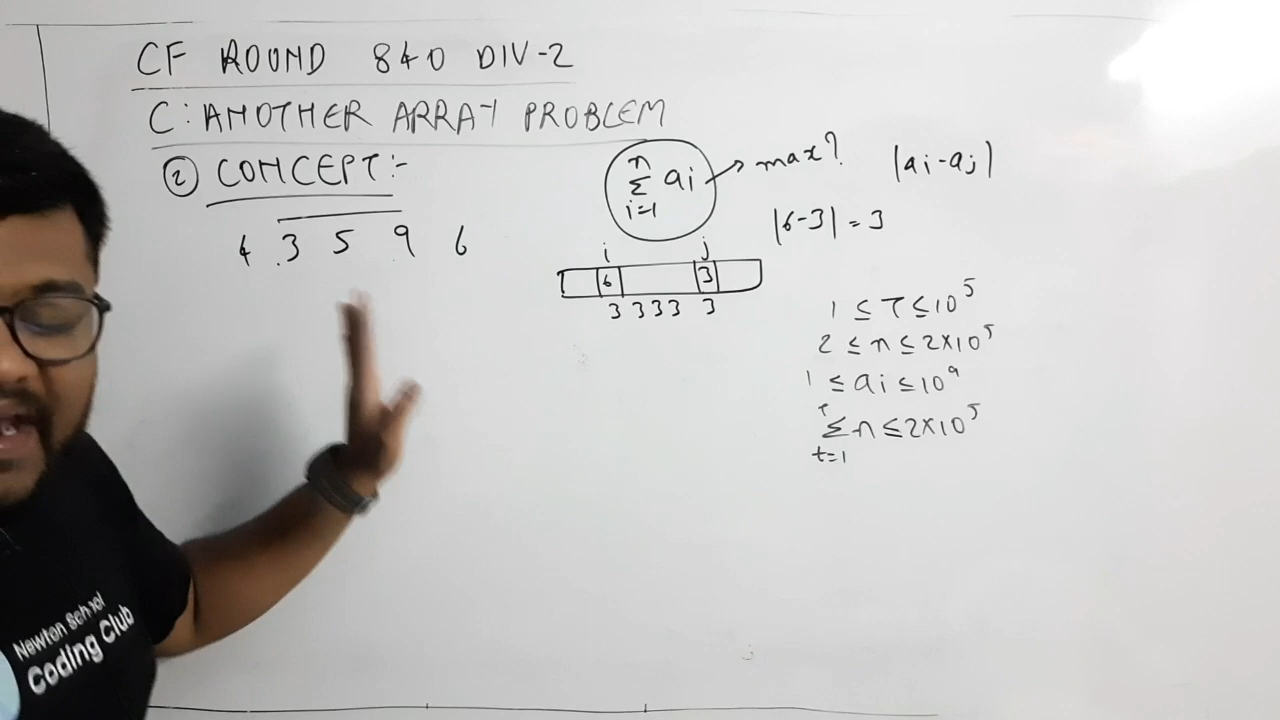 CF ROUND 840 DIV-2
C: ANOTHER ARRAY PROBLEM
② CONCEPT:-
n
Σ ai → max?
i=1
|ai-aj|
|6-3| = 3
4 3 5 9 6
i j
6 3
3 3 3 3 3
1 ≤ T ≤ 10^5
2 ≤ n ≤ 2×10^5
1 ≤ ai ≤ 10^9
T
Σ n ≤ 2×10^5
t=1
Newton School
Coding Club